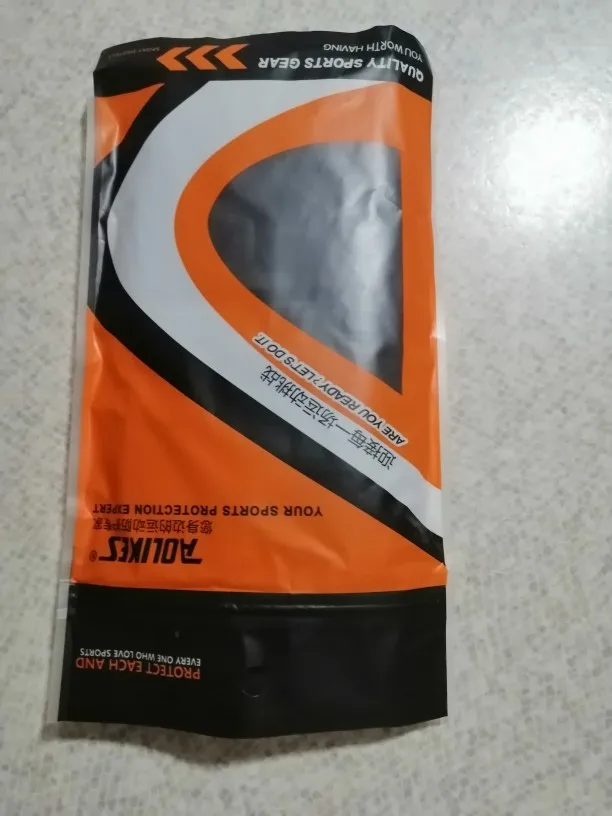 PROTECT EACH AND
EVERY ONE WHO LOVE SPORTS
AOLIKES®
您身边的运动防护专家
YOUR SPORTS PROTECTION EXPERT
迎接每一场运动挑战
ARE YOU READY? LET'S DO IT.
QUALITY SPORTS GEAR
YOU WORTH HAVING